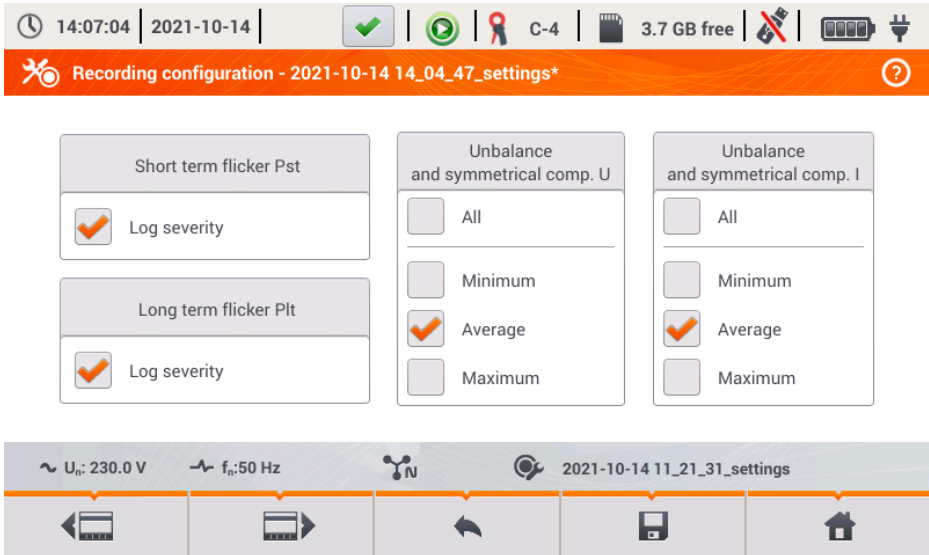 14:07:04 2021-10-14 C-4 3.7 GB free
Recording configuration - 2021-10-14 14_04_47_settings* ?
Short term flicker Pst
Log severity
Long term flicker Plt
Log severity
Unbalance
and symmetrical comp. U
All
Minimum
Average
Maximum
Unbalance
and symmetrical comp. I
All
Minimum
Average
Maximum
Un: 230.0 V fn:50 Hz N 2021-10-14 11_21_31_settings